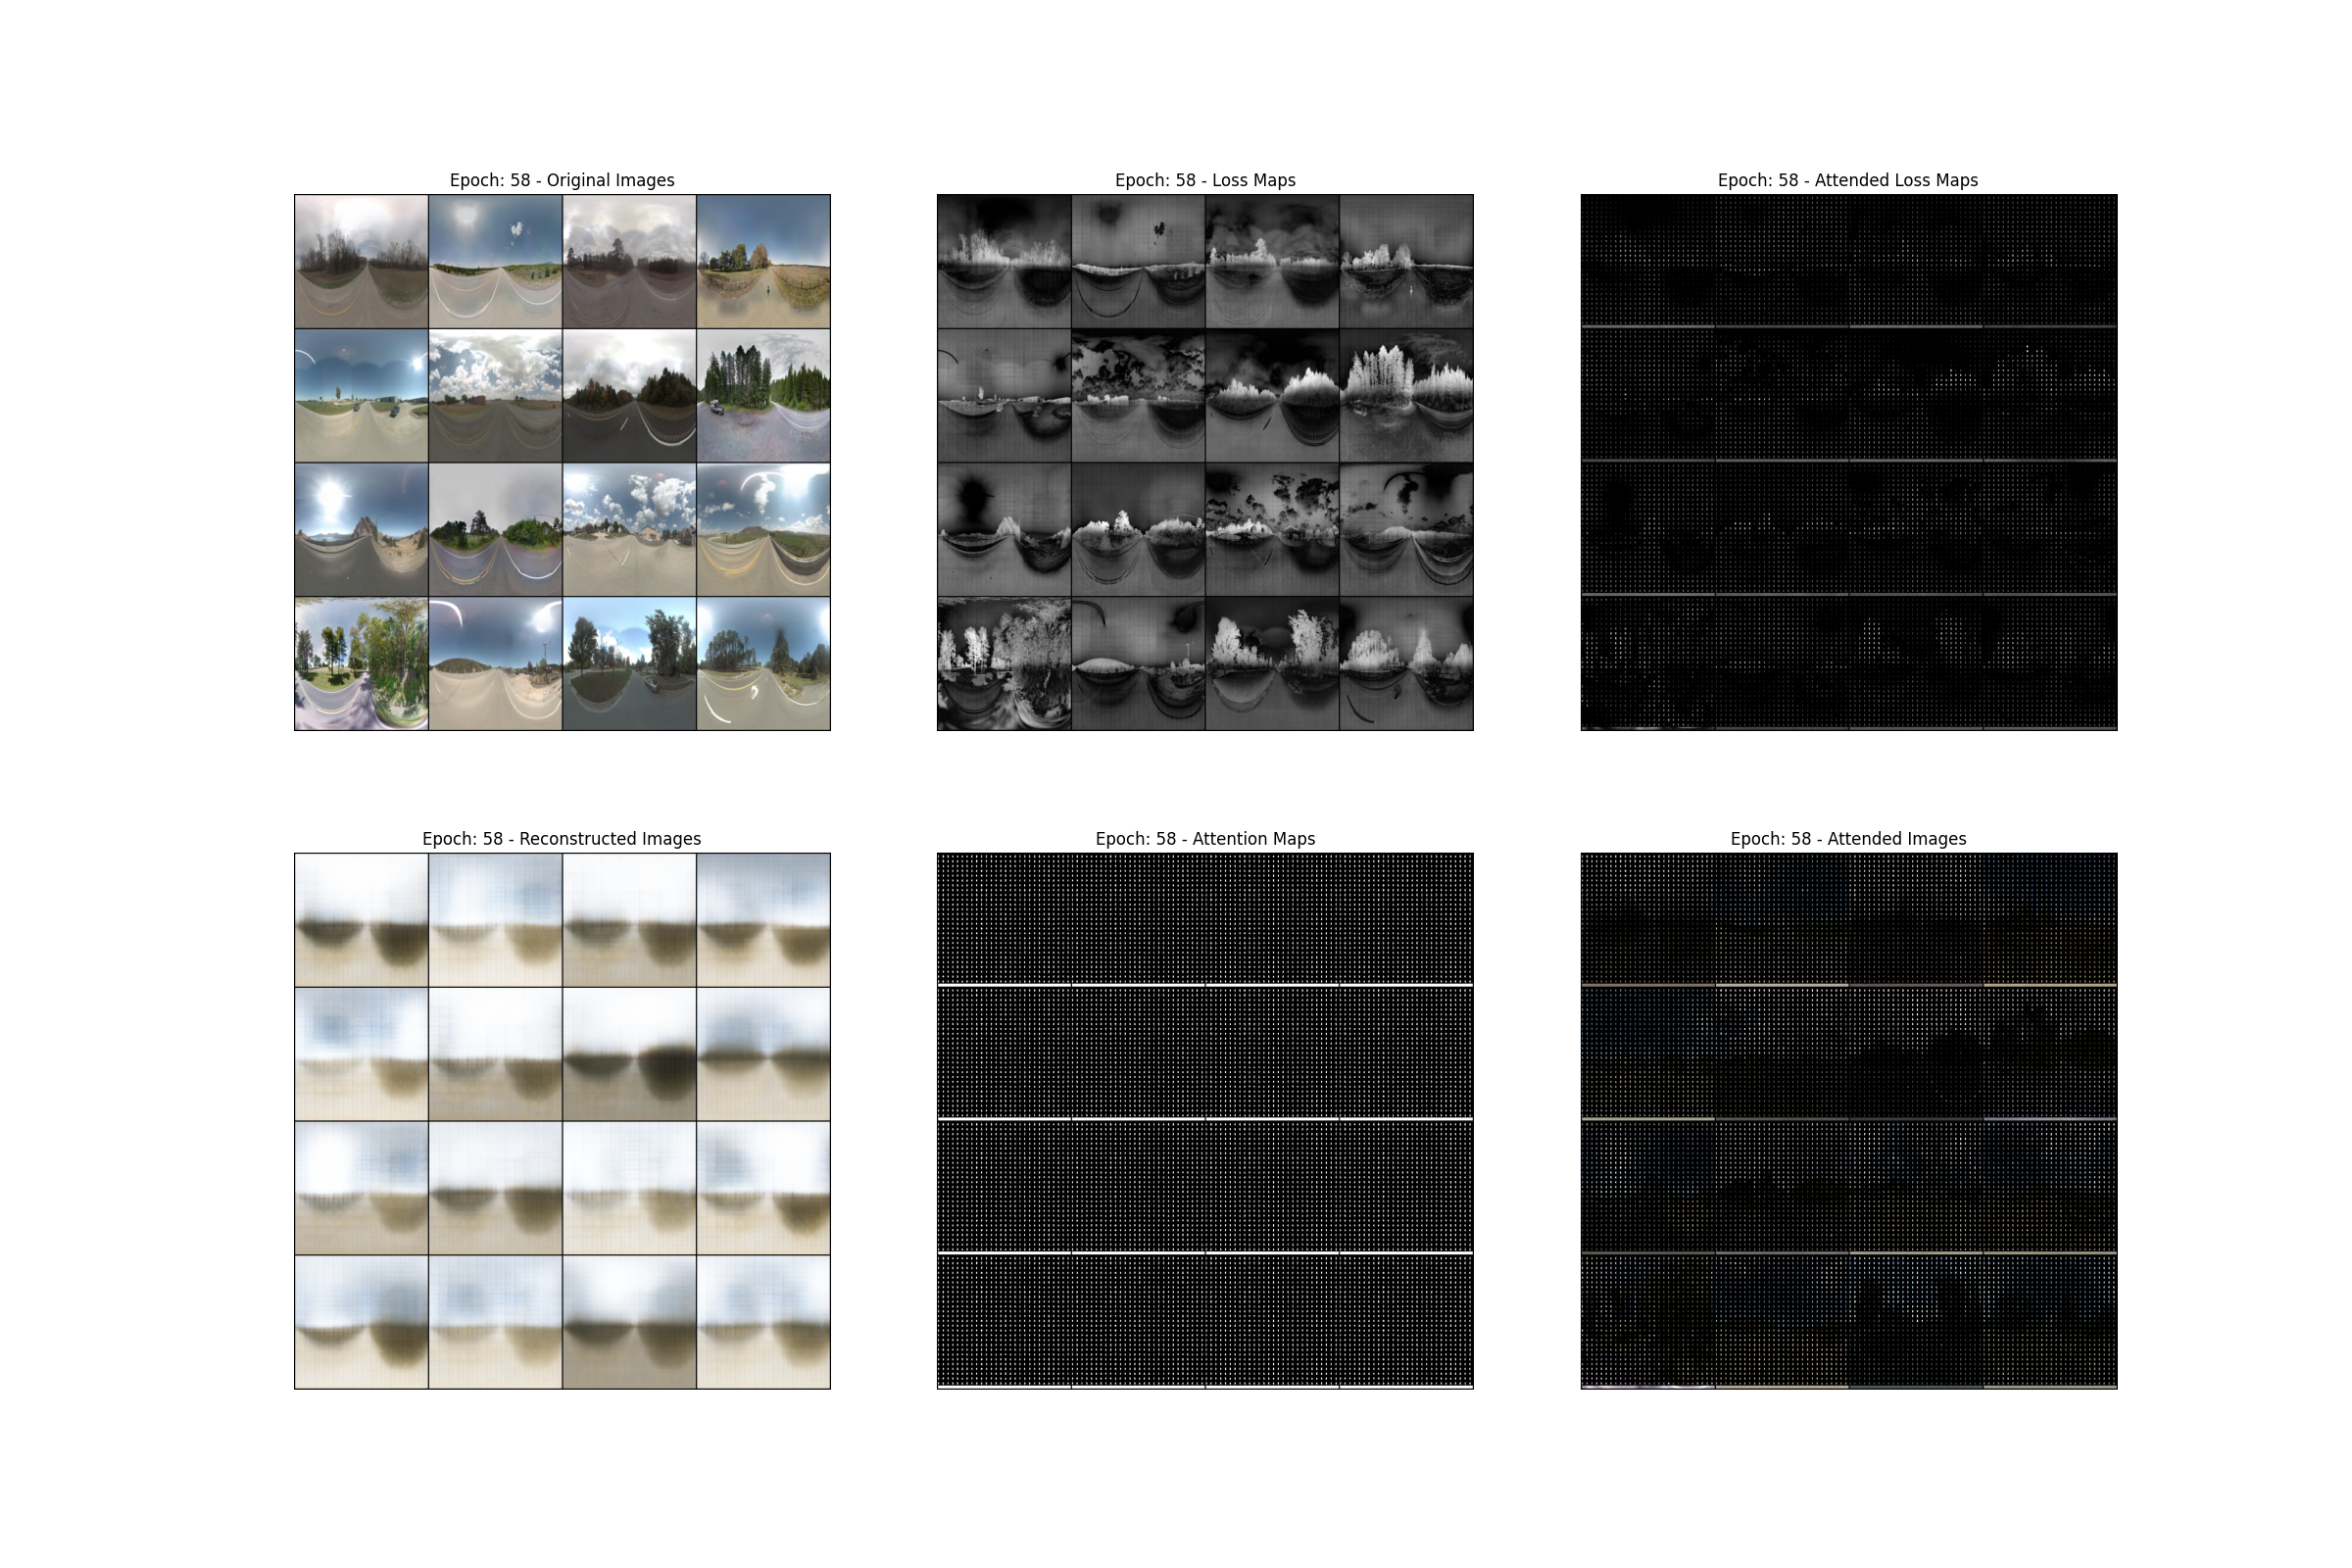 Epoch: 58 - Original Images
Epoch: 58 - Loss Maps
Epoch: 58 - Attended Loss Maps
Epoch: 58 - Reconstructed Images
Epoch: 58 - Attention Maps
Epoch: 58 - Attended Images